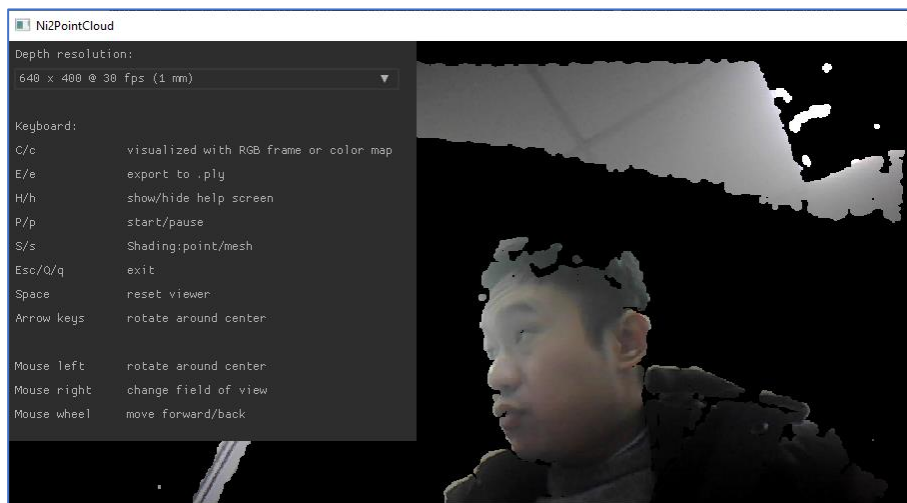 Ni2PointCloud
Depth resolution:
640 x 400 @ 30 fps (1 mm)
Keyboard:
C/c visualized with RGB frame or color map
E/e export to .ply
H/h show/hide help screen
P/p start/pause
S/s Shading:point/mesh
Esc/Q/q exit
Space reset viewer
Arrow keys rotate around center
Mouse left rotate around center
Mouse right change field of view
Mouse wheel move forward/back